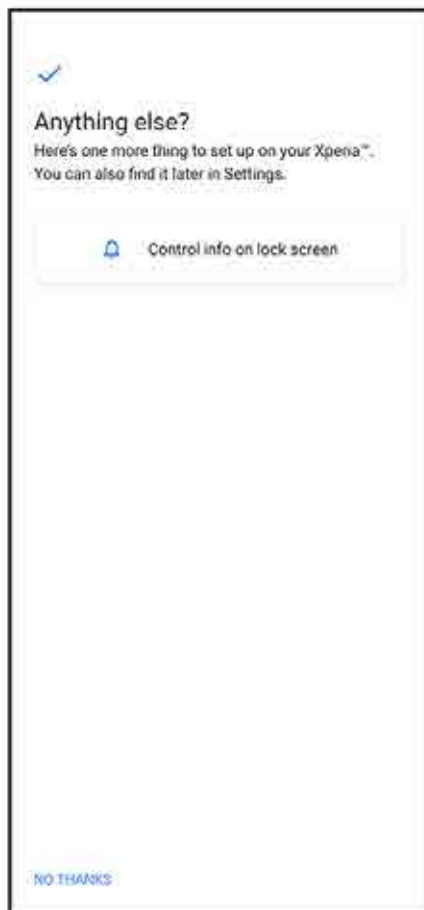 Anything else?
Here's one more thing to set up on your Xperia™.
You can also find it later in Settings.
Control info on lock screen
NO THANKS